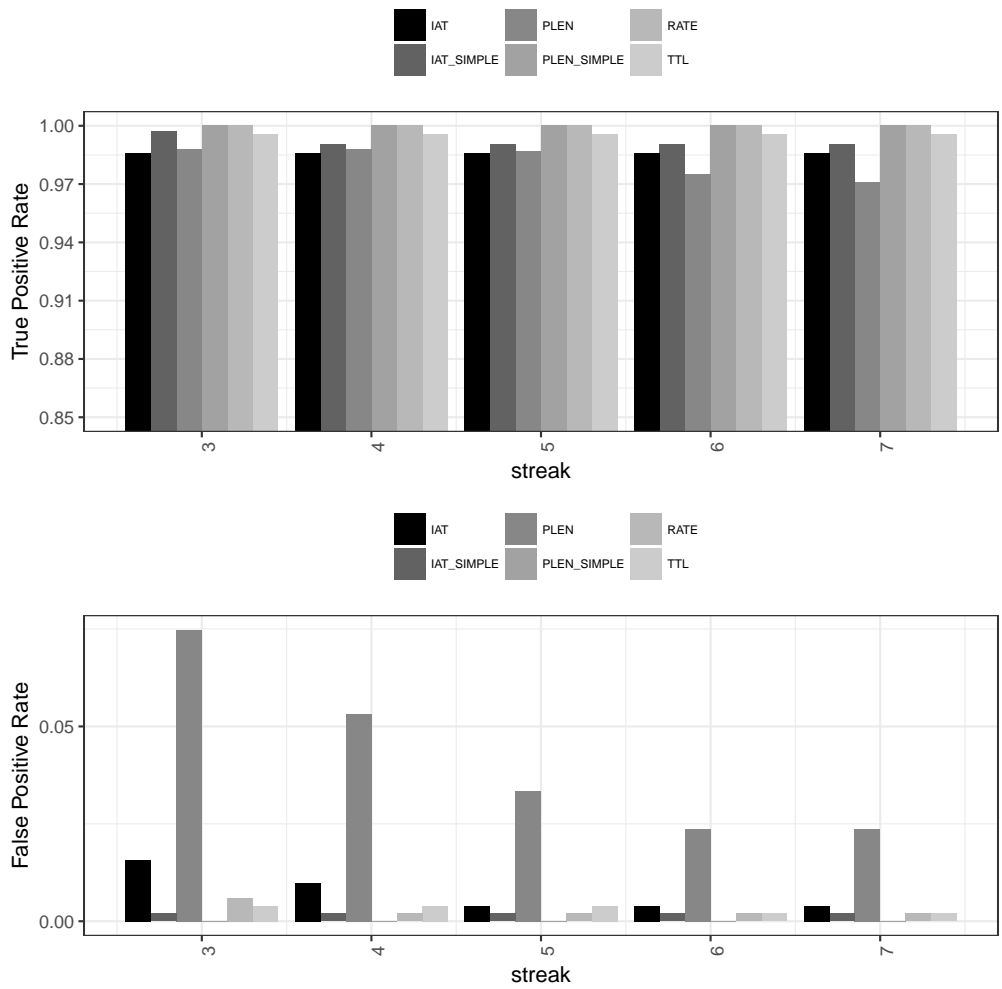 IAT PLEN RATE
IAT_SIMPLE PLEN_SIMPLE TTL
1.00
0.97
0.94
0.91
0.88
0.85
True Positive Rate
3 4 5 6 7
streak
IAT PLEN RATE
IAT_SIMPLE PLEN_SIMPLE TTL
0.05
0.00
False Positive Rate
3 4 5 6 7
streak